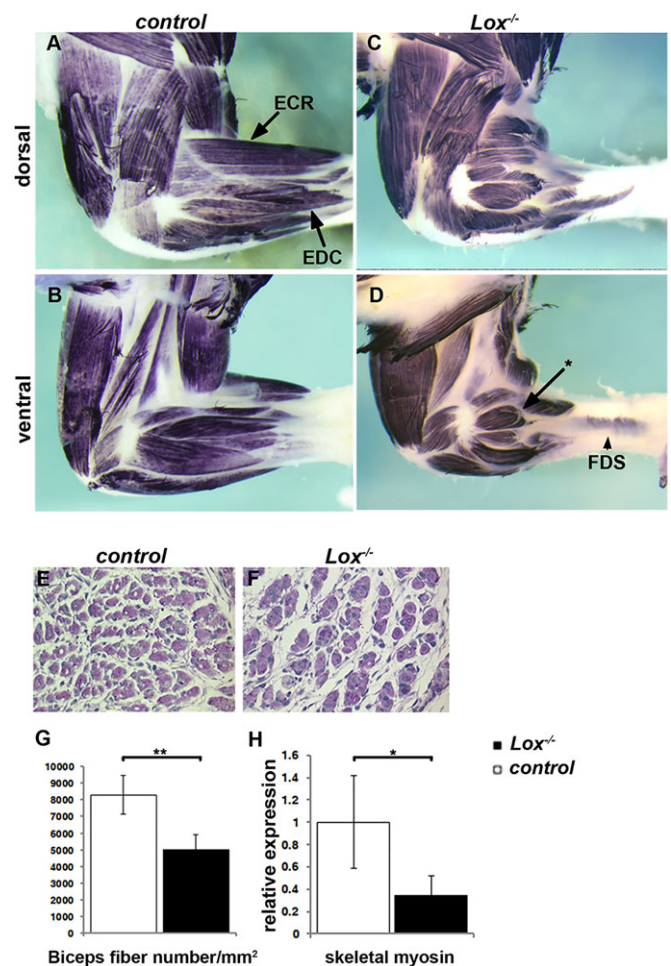 control Lox-/-
A C
ECR
dorsal
EDC
B D
*
ventral
FDS
control Lox-/-
E F
G H
** *
Lox-/-
control
10000
9000
8000
7000
6000
5000
4000
3000
2000
1000
0
relative expression
1.6
1.4
1.2
1
0.8
0.6
0.4
0.2
0
Biceps fiber number/mm² skeletal myosin